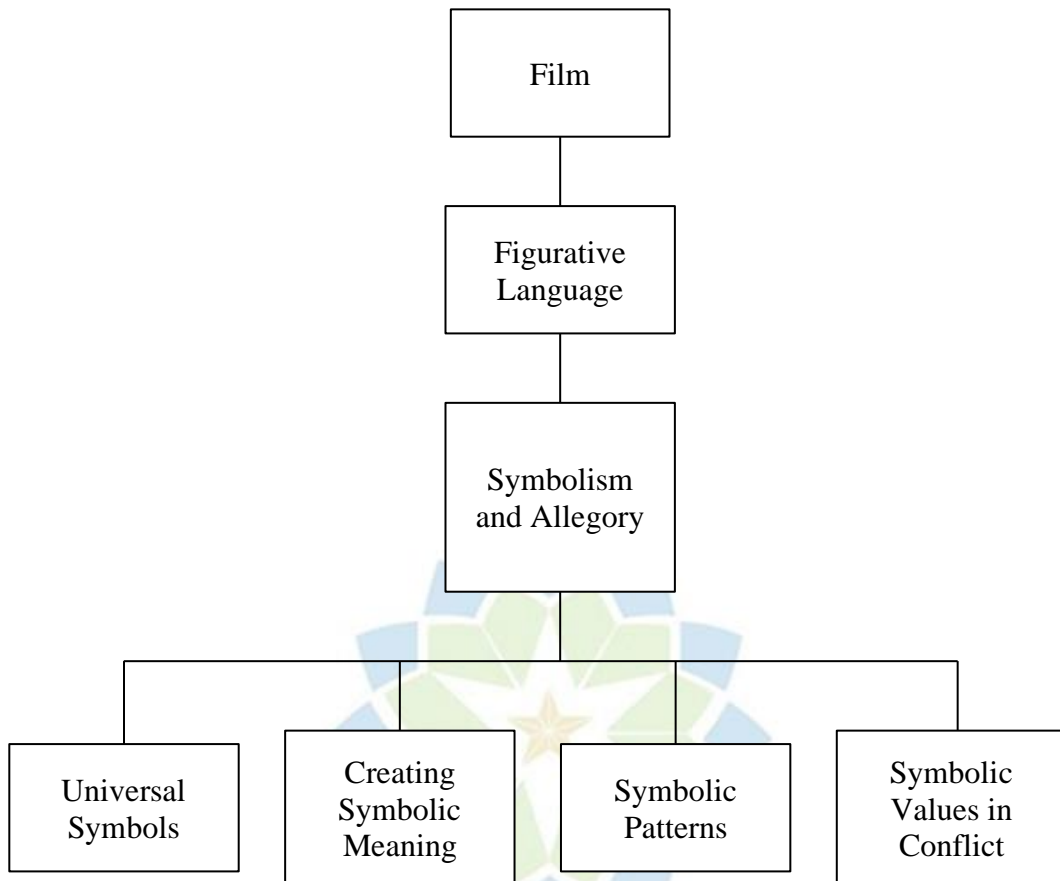 Film
Figurative
Language
Symbolism
and Allegory
Universal
Symbols
Creating
Symbolic
Meaning
Symbolic
Patterns
Symbolic
Values in
Conflict